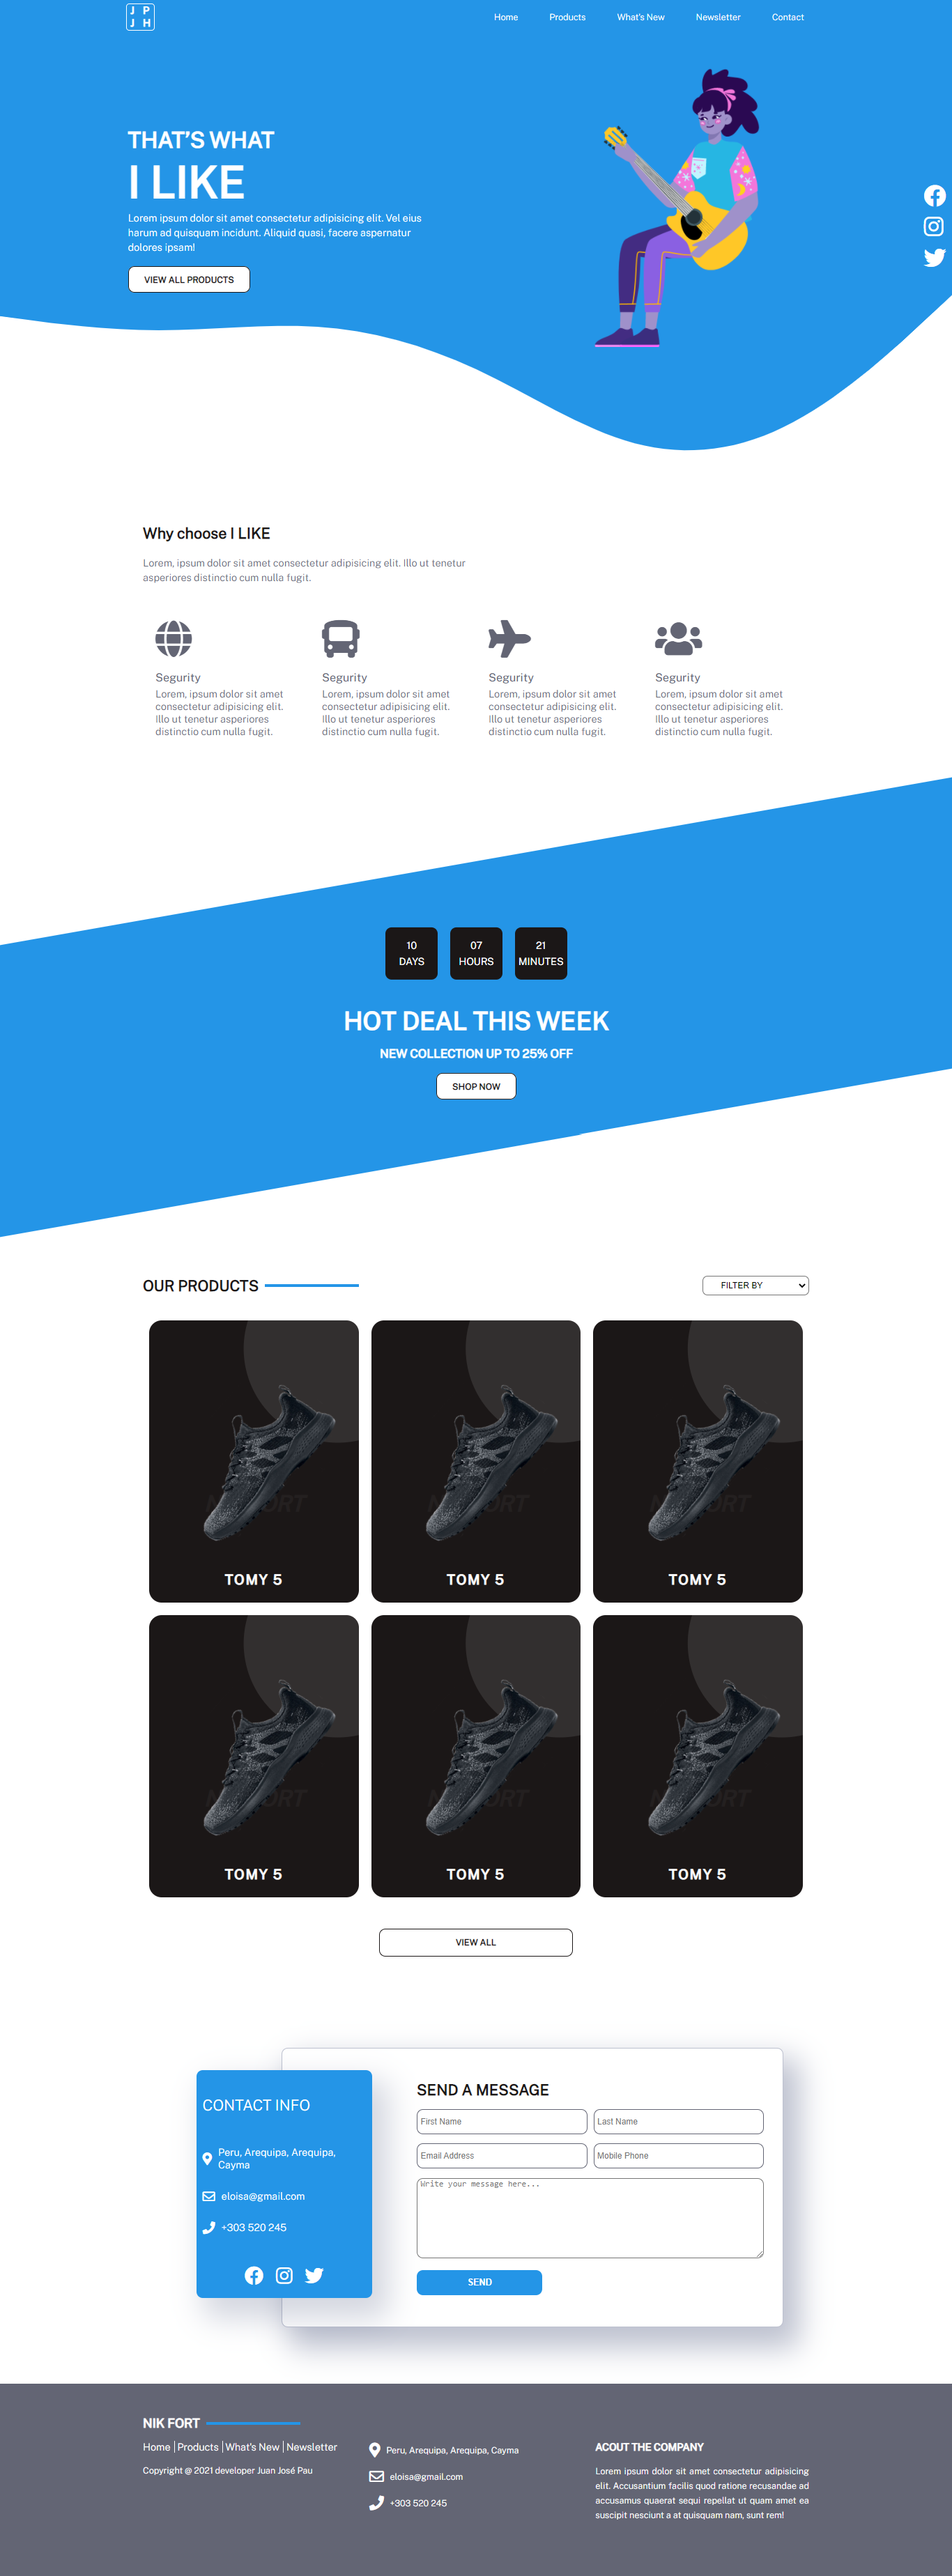 J P
J H
Home
Products
What's New
Newsletter
Contact
THAT'S WHAT
I LIKE
Lorem ipsum dolor sit amet consectetur adipisicing elit. Vel eius
harum ad quisquam incidunt. Aliquid quasi, facere aspernatur
dolores ipsam!
VIEW ALL PRODUCTS
Why choose I LIKE
Lorem, ipsum dolor sit amet consectetur adipisicing elit. Illo ut tenetur
asperiores distinctio cum nulla fugit.
Segurity
Lorem, ipsum dolor sit amet
consectetur adipisicing elit.
Illo ut tenetur asperiores
distinctio cum nulla fugit.
Segurity
Lorem, ipsum dolor sit amet
consectetur adipisicing elit.
Illo ut tenetur asperiores
distinctio cum nulla fugit.
Segurity
Lorem, ipsum dolor sit amet
consectetur adipisicing elit.
Illo ut tenetur asperiores
distinctio cum nulla fugit.
Segurity
Lorem, ipsum dolor sit amet
consectetur adipisicing elit.
Illo ut tenetur asperiores
distinctio cum nulla fugit.
10
DAYS
07
HOURS
21
MINUTES
HOT DEAL THIS WEEK
NEW COLLECTION UP TO 25% OFF
SHOP NOW
OUR PRODUCTS
FILTER BY
TOMY 5
TOMY 5
TOMY 5
TOMY 5
TOMY 5
TOMY 5
VIEW ALL
CONTACT INFO
Peru, Arequipa, Arequipa,
Cayma
eloisa@gmail.com
+303 520 245
SEND A MESSAGE
First Name
Last Name
Email Address
Mobile Phone
Write your message here...
SEND
NIK FORT
Home
Products
What's New
Newsletter
Copyright @ 2021 developer Juan José Pau
Peru, Arequipa, Arequipa, Cayma
eloisa@gmail.com
+303 520 245
ACOUT THE COMPANY
Lorem ipsum dolor sit amet consectetur adipisicing
elit. Accusantium facilis quod ratione recusandae ad
accusamus quaerat sequi repellat ut quam amet ea
suscipit nesciunt a at quisquam nam, sunt rem!